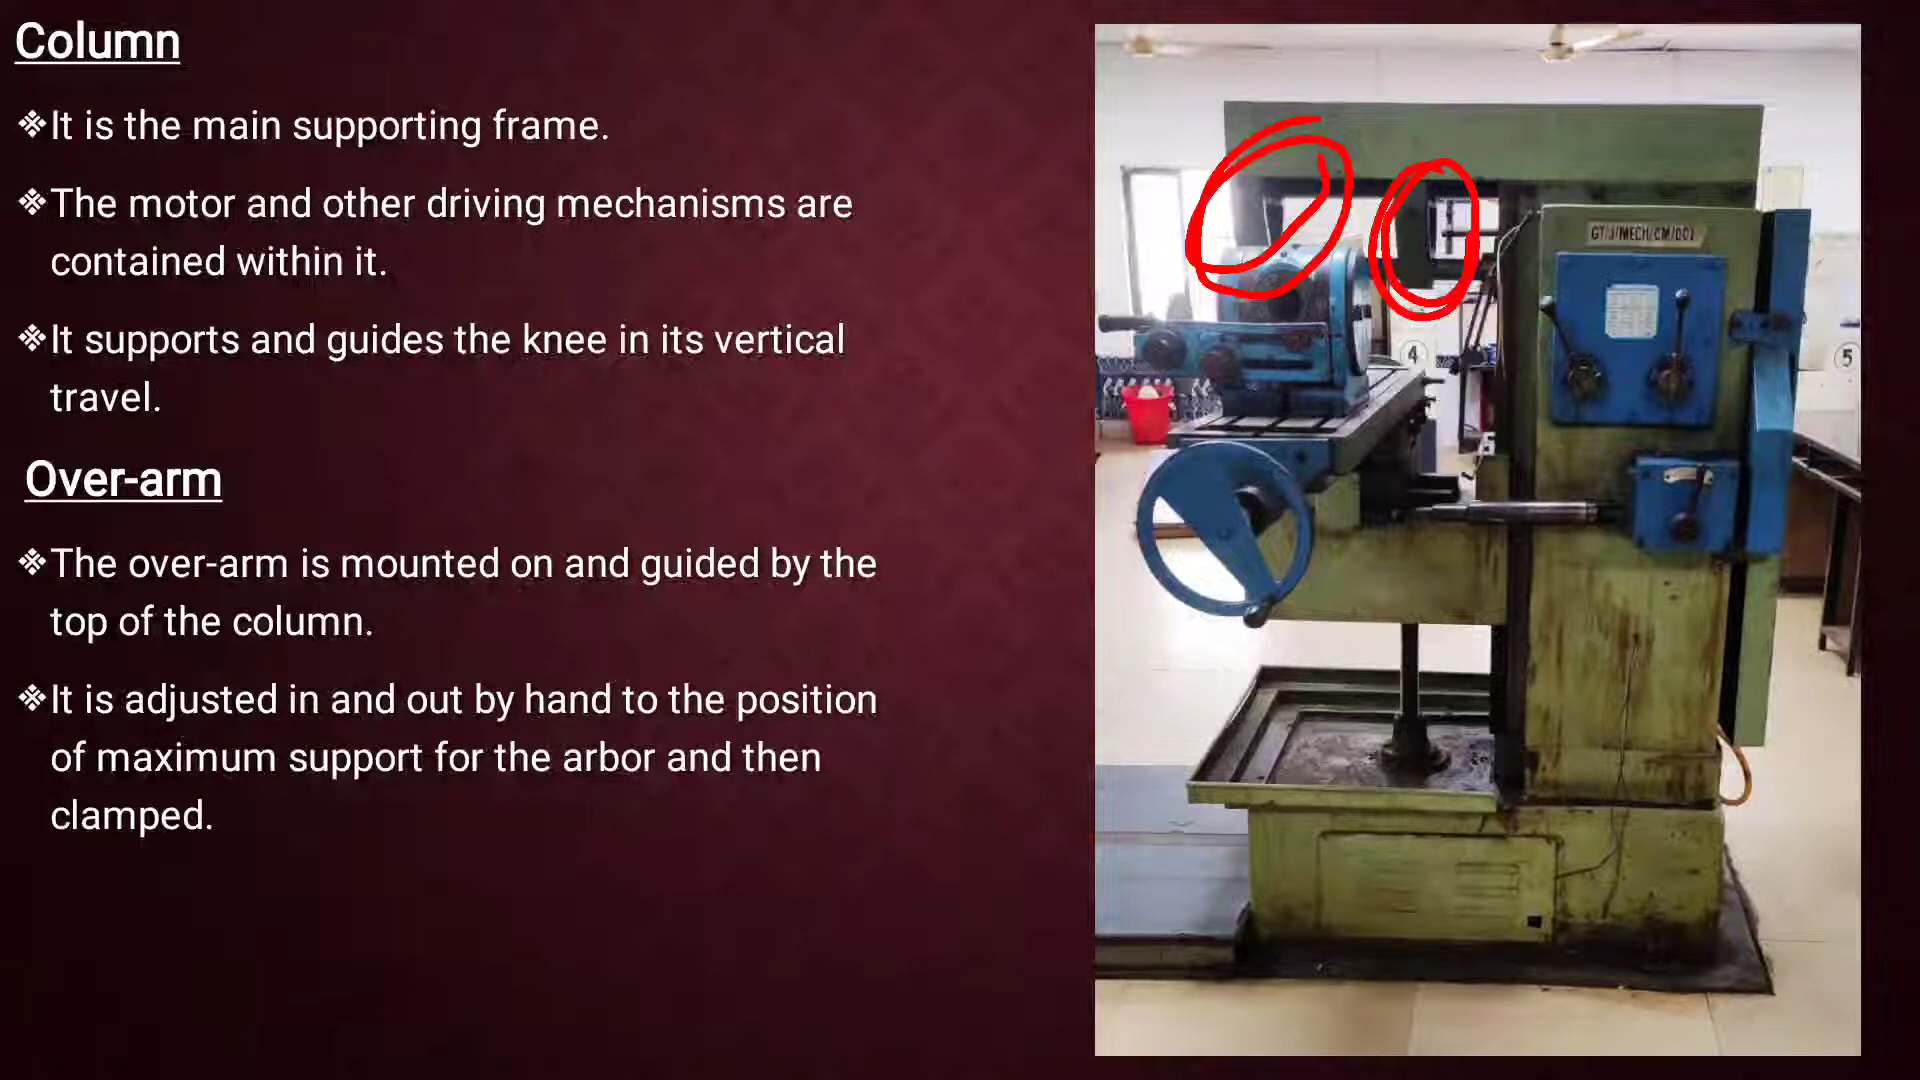 Column
❖It is the main supporting frame.
❖The motor and other driving mechanisms are
contained within it.
❖It supports and guides the knee in its vertical
travel.
Over-arm
❖The over-arm is mounted on and guided by the
top of the column.
❖It is adjusted in and out by hand to the position
of maximum support for the arbor and then
clamped.
4
5